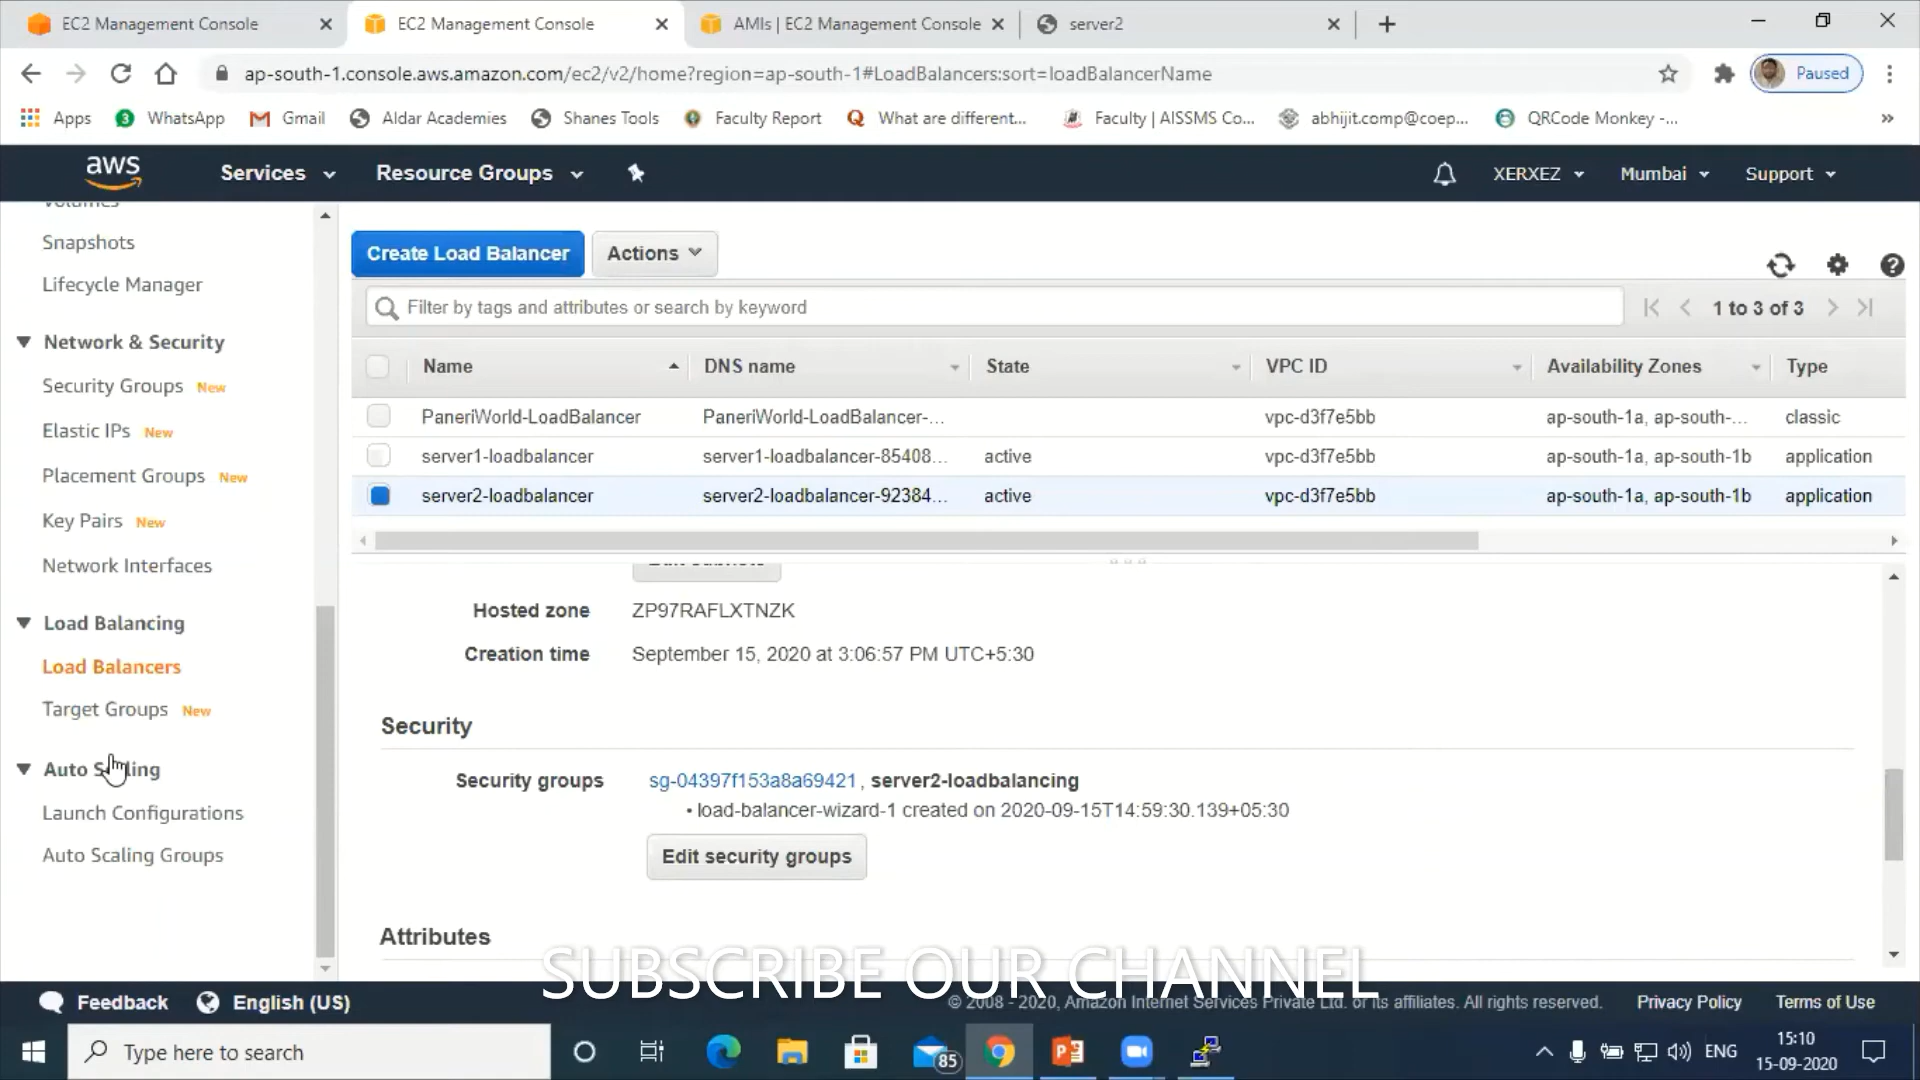 EC2 Management Console
EC2 Management Console
AMIs | EC2 Management Console
server2
ap-south-1.console.aws.amazon.com/ec2/v2/home?region=ap-south-1#LoadBalancers:sort=loadBalancerName
Paused
Apps
3
WhatsApp
Gmail
Aldar Academies
Shanes Tools
Faculty Report
What are different...
Faculty | AISSMS Co...
abhijit.comp@coep...
QRCode Monkey -...
»
aws
Services
Resource Groups
XERXEZ
Mumbai
Support
Volumes
Snapshots
Lifecycle Manager
Network & Security
Security Groups New
Elastic IPs New
Placement Groups New
Key Pairs New
Network Interfaces
Load Balancing
Load Balancers
Target Groups New
Auto Scaling
Launch Configurations
Auto Scaling Groups
Create Load Balancer
Actions
Filter by tags and attributes or search by keyword
1 to 3 of 3
Name DNS name State VPC ID Availability Zones Type
PaneriWorld-LoadBalancer PaneriWorld-LoadBalancer-... vpc-d3f7e5bb ap-south-1a, ap-south-... classic
server1-loadbalancer server1-loadbalancer-85408... active vpc-d3f7e5bb ap-south-1a, ap-south-1b application
server2-loadbalancer server2-loadbalancer-92384... active vpc-d3f7e5bb ap-south-1a, ap-south-1b application
Hosted zone ZP97RAFLXTNZK
Creation time September 15, 2020 at 3:06:57 PM UTC+5:30
Security
Security groups sg-04397f153a8a69421, server2-loadbalancing
• load-balancer-wizard-1 created on 2020-09-15T14:59:30.139+05:30
Edit security groups
Attributes
SUBSCRIBE OUR CHANNEL
Feedback
English (US)
© 2008 - 2020, Amazon Internet Services Private Ltd. or its affiliates. All rights reserved.
Privacy Policy
Terms of Use
Type here to search
85
ENG
15:10
15-09-2020